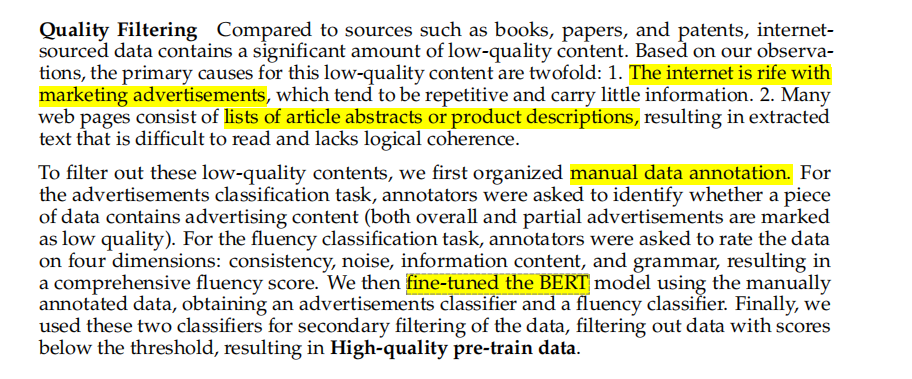 Quality Filtering Compared to sources such as books, papers, and patents, internet-
sourced data contains a significant amount of low-quality content. Based on our observa-
tions, the primary causes for this low-quality content are twofold: 1. The internet is rife with
marketing advertisements, which tend to be repetitive and carry little information. 2. Many
web pages consist of lists of article abstracts or product descriptions, resulting in extracted
text that is difficult to read and lacks logical coherence.
To filter out these low-quality contents, we first organized manual data annotation. For
the advertisements classification task, annotators were asked to identify whether a piece
of data contains advertising content (both overall and partial advertisements are marked
as low quality). For the fluency classification task, annotators were asked to rate the data
on four dimensions: consistency, noise, information content, and grammar, resulting in
a comprehensive fluency score. We then fine-tuned the BERT model using the manually
annotated data, obtaining an advertisements classifier and a fluency classifier. Finally, we
used these two classifiers for secondary filtering of the data, filtering out data with scores
below the threshold, resulting in High-quality pre-train data.